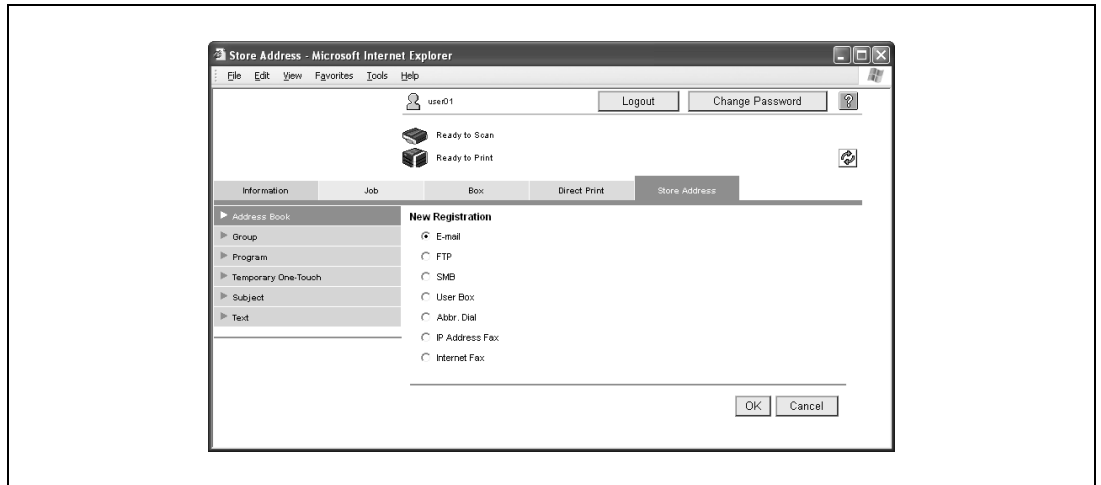 Store Address - Microsoft Internet Explorer
File Edit View Favorites Tools Help
user01 Logout Change Password ?
Ready to Scan
Ready to Print
Information Job Box Direct Print Store Address
Address Book
Group
Program
Temporary One-Touch
Subject
Text
New Registration
E-mail
FTP
SMB
User Box
Abbr. Dial
IP Address Fax
Internet Fax
OK Cancel